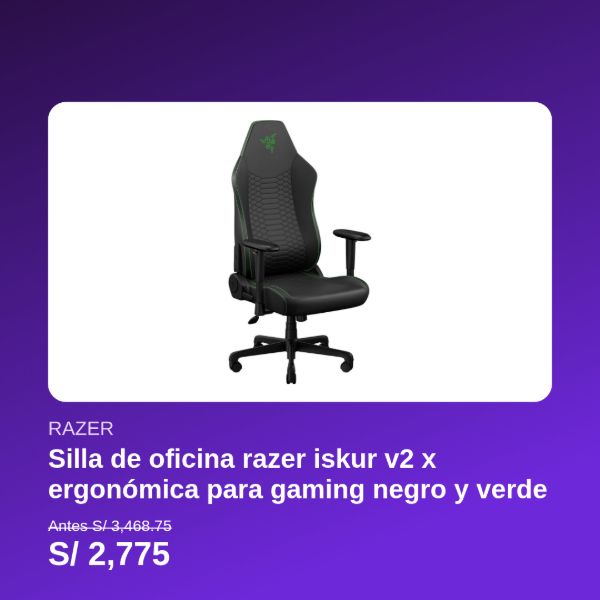 RAZER
Silla de oficina razer iskur v2 x
ergonómica para gaming negro y verde
Antes S/ 3,468.75
S/ 2,775